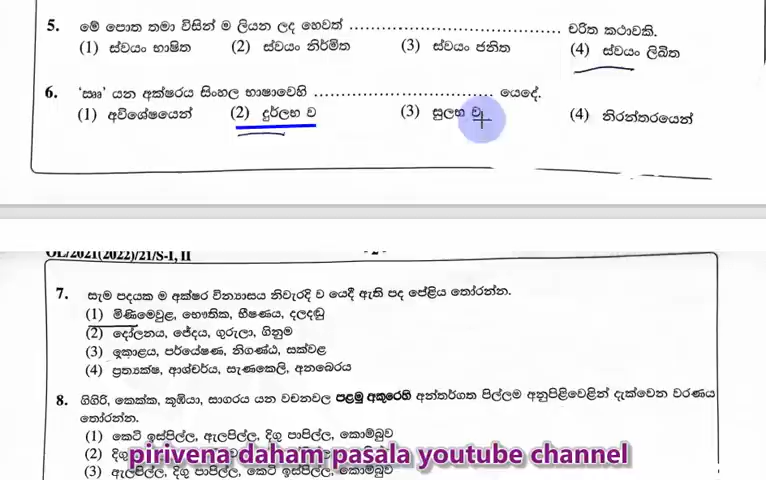 5. මේ පොත තමා විසින් ම ලියන ලද හෙවත් ................................................ චරිත කථාවකි.
(1) ස්වයං භාෂිත (2) ස්වයං නිර්මිත (3) ස්වයං ජනිත (4) ස්වයං ලිඛිත
6. 'ඎ' යන අක්ෂරය සිංහල භාෂාවෙහි ......................................... යෙදේ.
(1) අවිශේෂයෙන් (2) දුර්ලභ ව (3) සුලභ ව (4) නිරන්තරයෙන්
OL/2021(2022)/21/S-I, II - 2 -
7. සැම පදයක ම අක්ෂර වින්‍යාසය නිවැරදි ව යෙදී ඇති පද පේළිය තෝරන්න.
(1) මිණිමෙවුළ, භෞතික, භීෂණය, දලදඬු
(2) දෝලනය, ජේදය, ගුරුලා, ගිනුම
(3) ඉකාළය, පර්යේෂණ, නිගණ්ඨ, සක්වළ
(4) ප්‍රත්‍යක්ෂ, ආශ්චර්ය, සැණකෙලි, අනබෙරය
8. ගිගිරි, කෙක්ක, කූඹියා, සාගරය යන වචනවල පළමු අකුරෙහි අන්තර්ගත පිල්ලම අනුපිළිවෙළින් දැක්වෙන වරණය
තෝරන්න.
(1) කෙටි ඉස්පිල්ල, ඇලපිල්ල, දිගු පාපිල්ල, කොම්බුව
(2) දිගු
pirivena daham pasala youtube channel
(3) ඇලපිල්ල, දිගු පාපිල්ල, කෙටි ඉස්පිල්ල, කොම්බුව